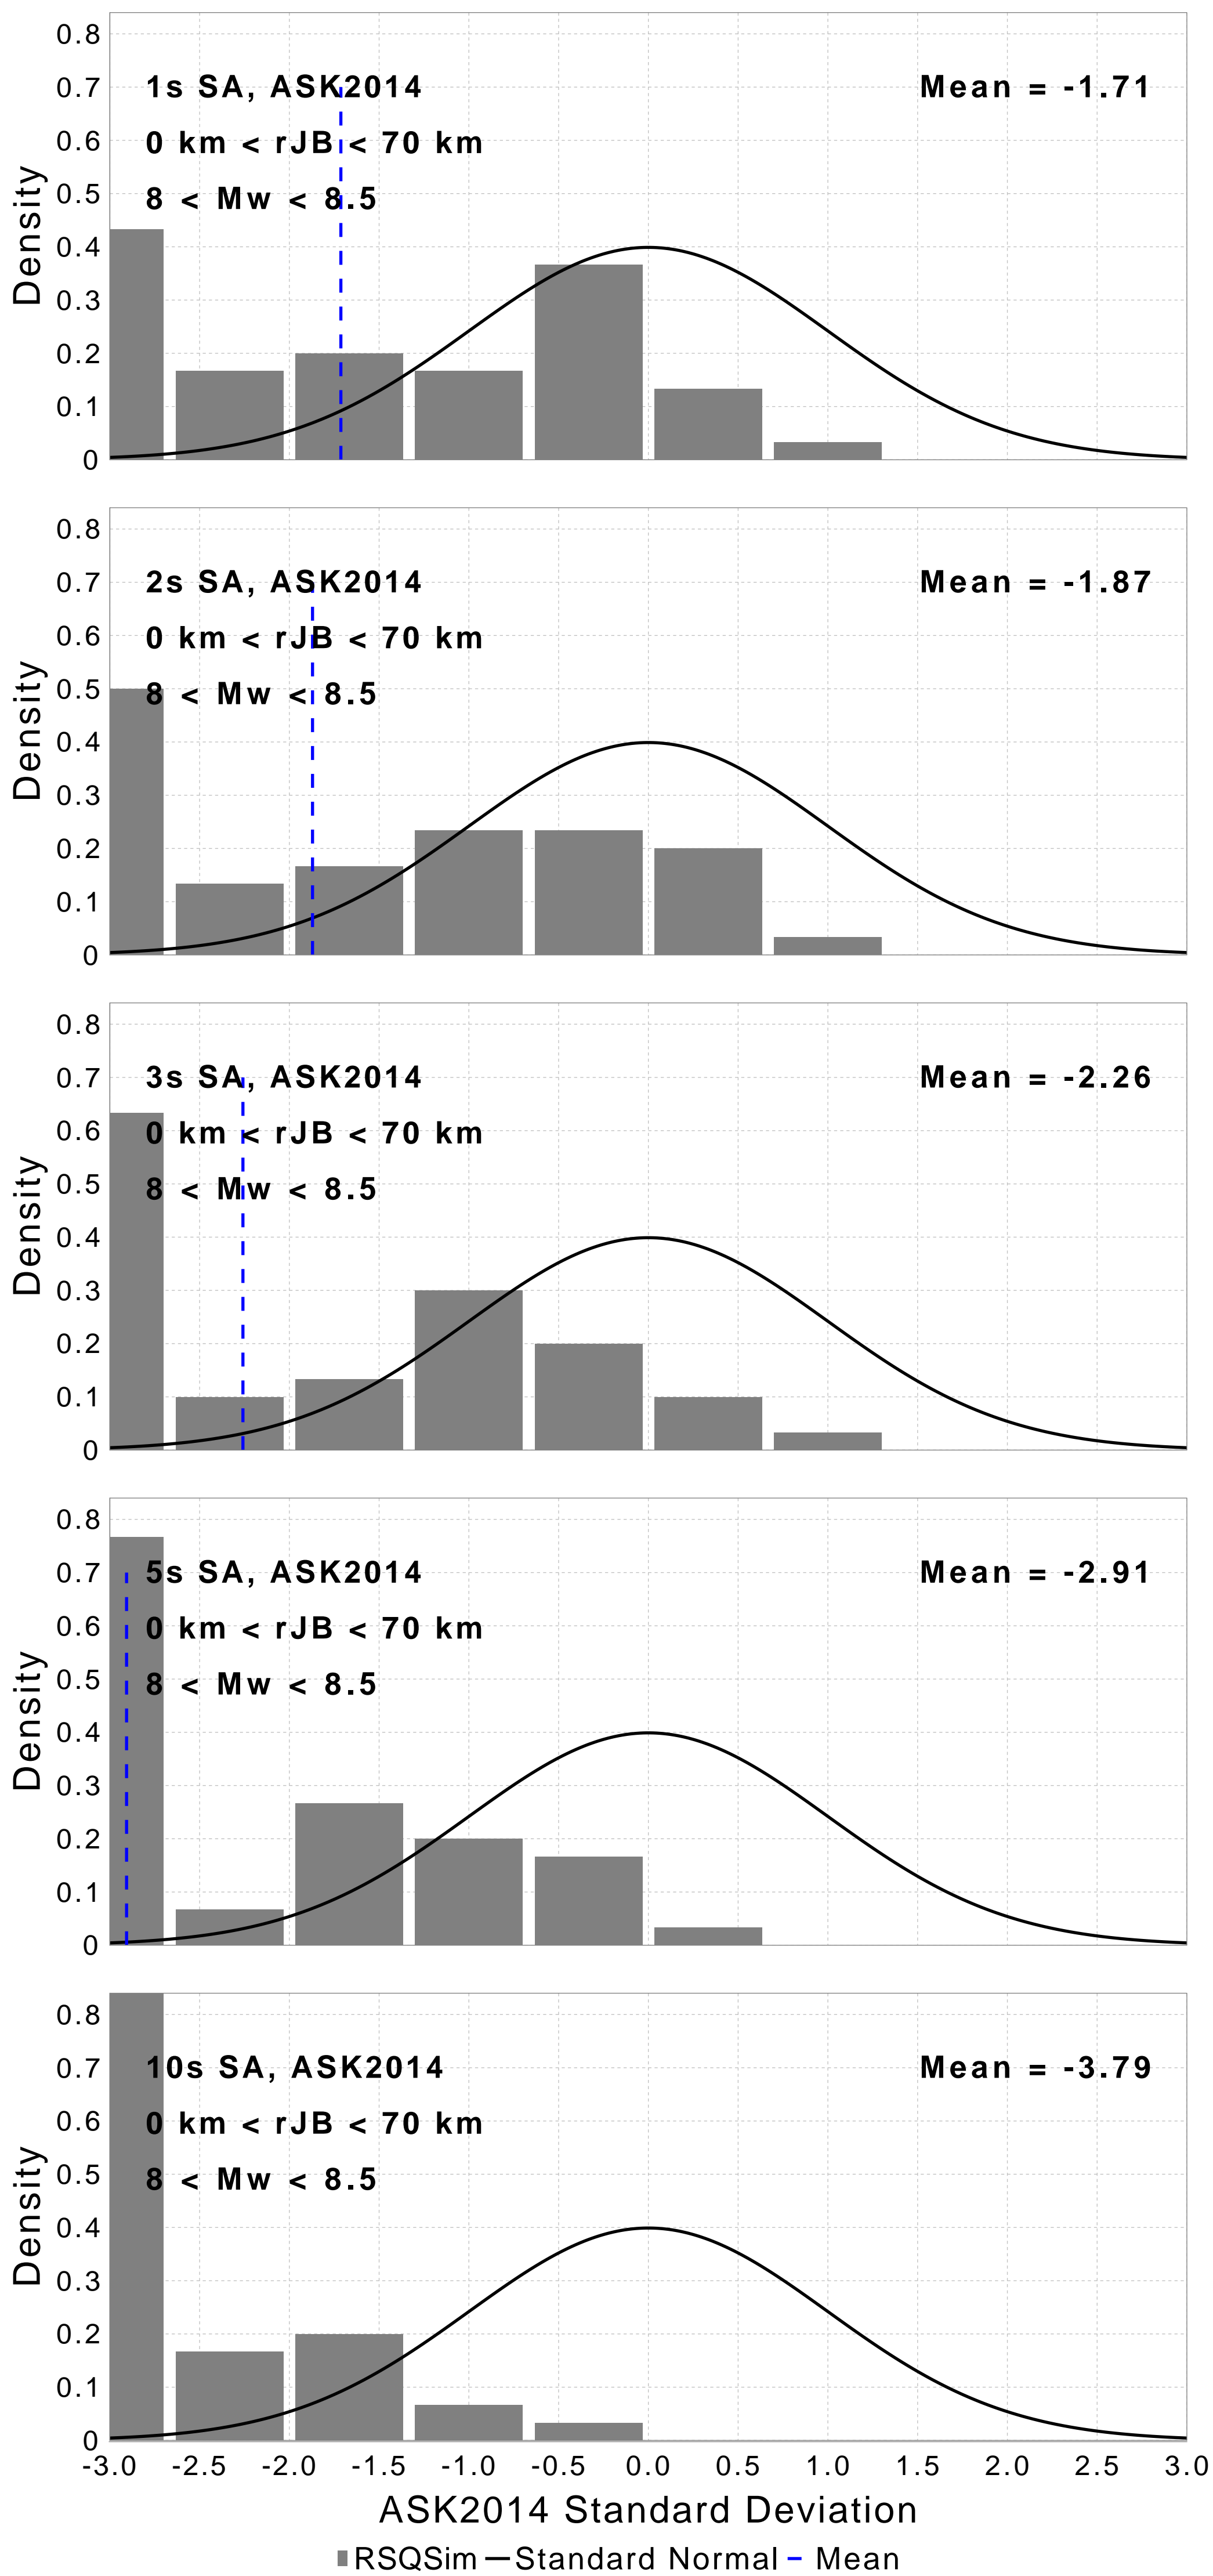 0.8
1s SA, ASK2014 Mean = -1.71
0.7
0 km < rJB < 70 km
0.6
8 < Mw < 8.5
0.5
0.4
0.3
0.2
0.1
0
Density
0.8
2s SA, ASK2014 Mean = -1.87
0.7
0 km < rJB < 70 km
0.6
8 < Mw < 8.5
0.5
0.4
0.3
0.2
0.1
0
Density
0.8
3s SA, ASK2014 Mean = -2.26
0.7
0 km < rJB < 70 km
0.6
8 < Mw < 8.5
0.5
0.4
0.3
0.2
0.1
0
Density
0.8
5s SA, ASK2014 Mean = -2.91
0.7
0 km < rJB < 70 km
0.6
8 < Mw < 8.5
0.5
0.4
0.3
0.2
0.1
0
Density
0.8
10s SA, ASK2014 Mean = -3.79
0.7
0 km < rJB < 70 km
0.6
8 < Mw < 8.5
0.5
0.4
0.3
0.2
0.1
0
Density
-3.0 -2.5 -2.0 -1.5 -1.0 -0.5 0.0 0.5 1.0 1.5 2.0 2.5 3.0
ASK2014 Standard Deviation
RSQSim Standard Normal Mean